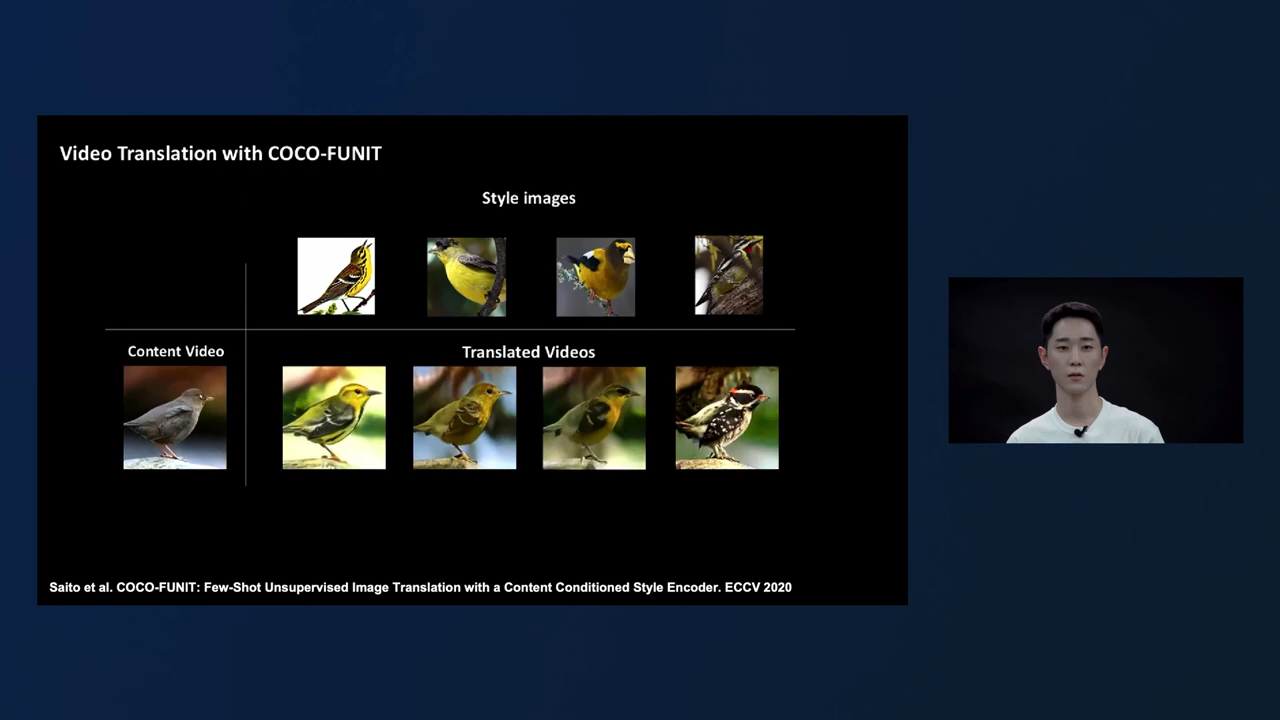 Video Translation with COCO-FUNIT
Style images
Content Video
Translated Videos
Saito et al. COCO-FUNIT: Few-Shot Unsupervised Image Translation with a Content Conditioned Style Encoder. ECCV 2020